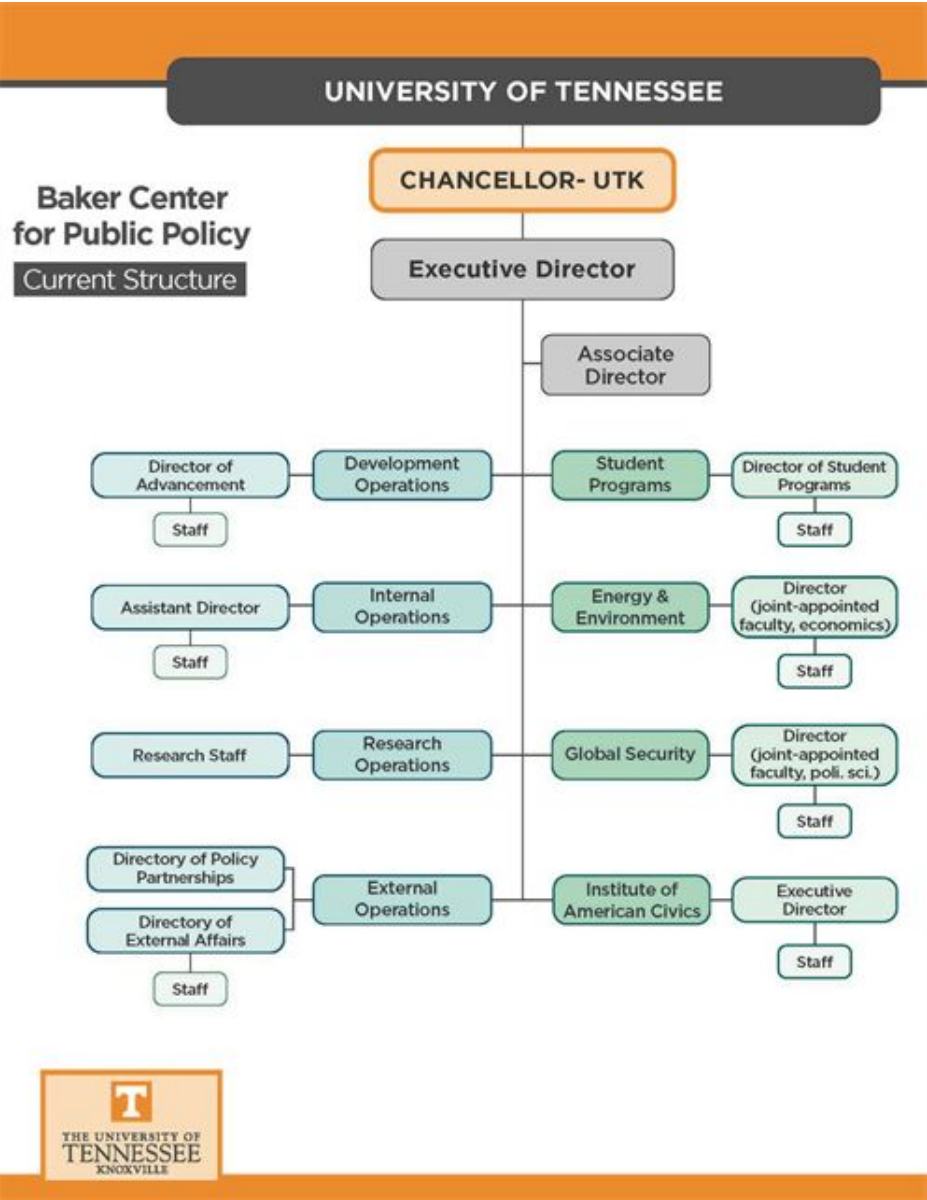 UNIVERSITY OF TENNESSEE
CHANCELLOR- UTK
Baker Center
for Public Policy
Current Structure
Executive Director
Associate
Director
Director of
Advancement
Staff
Development
Operations
Student
Programs
Director of Student
Programs
Staff
Assistant Director
Staff
Internal
Operations
Energy &
Environment
Director
(joint-appointed
faculty, economics)
Staff
Research Staff
Research
Operations
Global Security
Director
(joint-appointed
faculty, poli. sci.)
Staff
Directory of Policy
Partnerships
Directory of
External Affairs
Staff
External
Operations
Institute of
American Civics
Executive
Director
Staff
T
THE UNIVERSITY OF
TENNESSEE
KNOXVILLE